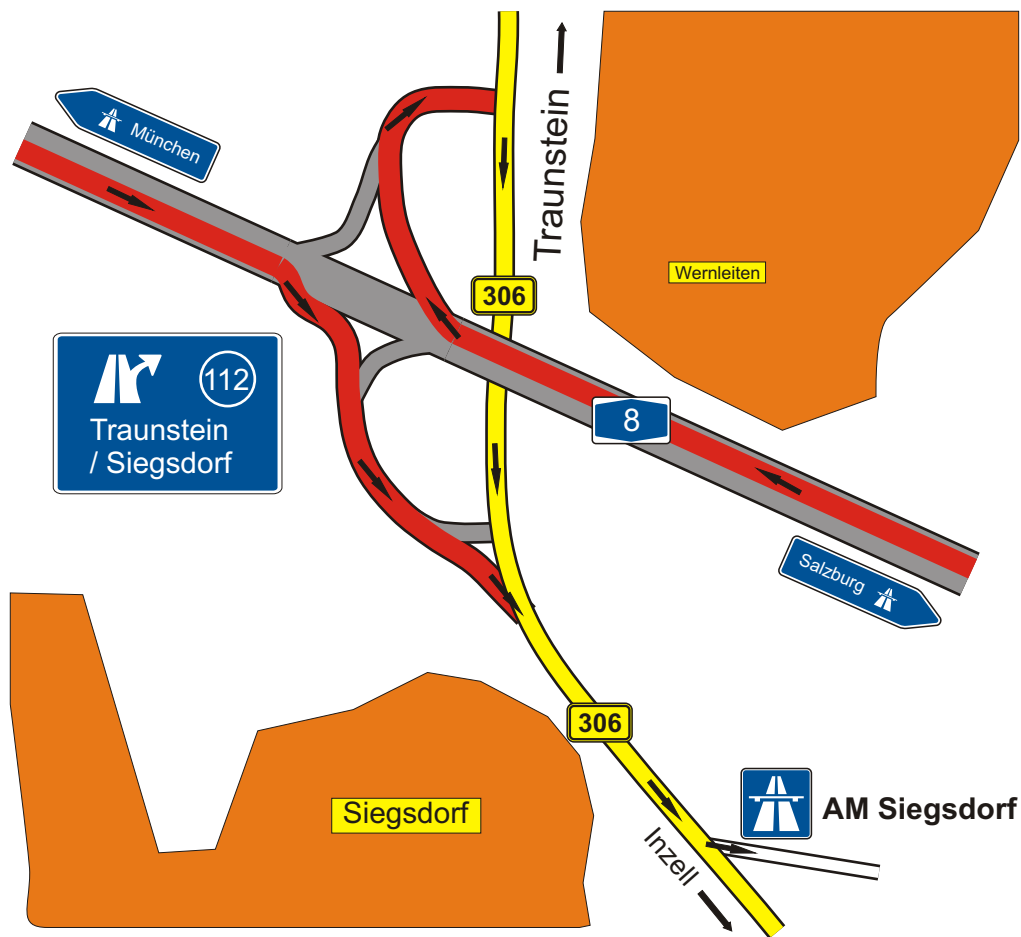 München
Traunstein
306
Wernleiten
112
Traunstein
/ Siegsdorf
8
Salzburg
306
Siegsdorf
AM Siegsdorf
Inzell